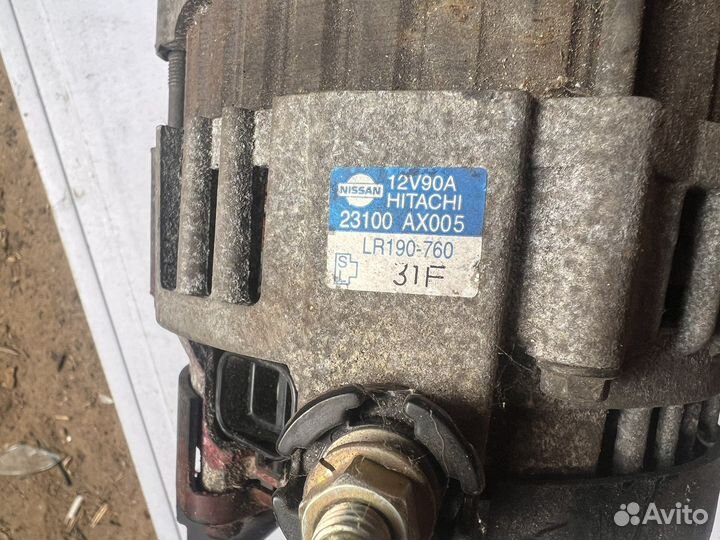 NISSAN 12V90A
HITACHI
23100 AX005
LR190-760
S
L
31F
Avito